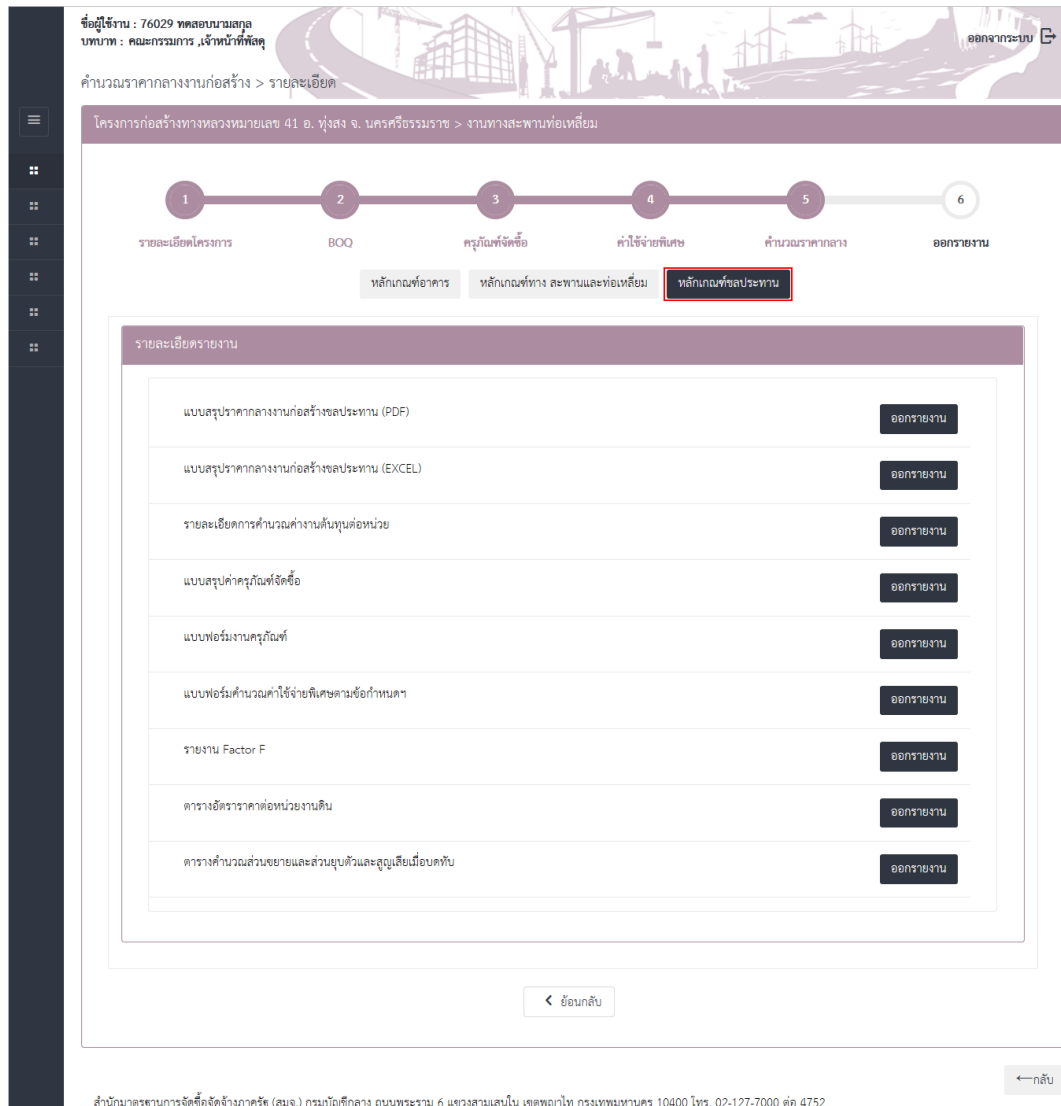 ชื่อผู้ใช้งาน : 76029 ทดสอบนามสกุล
บทบาท : คณะกรรมการ ,เจ้าหน้าที่พัสดุ
ออกจากระบบ
คำนวณราคากลางงานก่อสร้าง > รายละเอียด
โครงการก่อสร้างทางหลวงหมายเลข 41 อ. ทุ่งสง จ. นครศรีธรรมราช > งานทางสะพานท่อเหลี่ยม
1 2 3 4 5 6
รายละเอียดโครงการ BOQ ครุภัณฑ์จัดซื้อ ค่าใช้จ่ายพิเศษ คำนวณราคากลาง ออกรายงาน
หลักเกณฑ์อาคาร หลักเกณฑ์ทาง สะพานและท่อเหลี่ยม หลักเกณฑ์ชลประทาน
รายละเอียดรายงาน
แบบสรุปราคากลางงานก่อสร้างชลประทาน (PDF) ออกรายงาน
แบบสรุปราคากลางงานก่อสร้างชลประทาน (EXCEL) ออกรายงาน
รายละเอียดการคำนวณค่างานต้นทุนต่อหน่วย ออกรายงาน
แบบสรุปค่าครุภัณฑ์จัดซื้อ ออกรายงาน
แบบฟอร์มงานครุภัณฑ์ ออกรายงาน
แบบฟอร์มคำนวณค่าใช้จ่ายพิเศษตามข้อกำหนดฯ ออกรายงาน
รายงาน Factor F ออกรายงาน
ตารางอัตราราคาต่อหน่วยงานดิน ออกรายงาน
ตารางคำนวณส่วนขยายและส่วนยุบตัวและสูญเสียเมื่อบดทับ ออกรายงาน
ย้อนกลับ
กลับ
สำนักมาตรฐานการจัดซื้อจัดจ้างภาครัฐ (สมจ.) กรมบัญชีกลาง ถนนพระราม 6 แขวงสามเสนใน เขตพญาไท กรุงเทพมหานคร 10400 โทร. 02-127-7000 ต่อ 4752